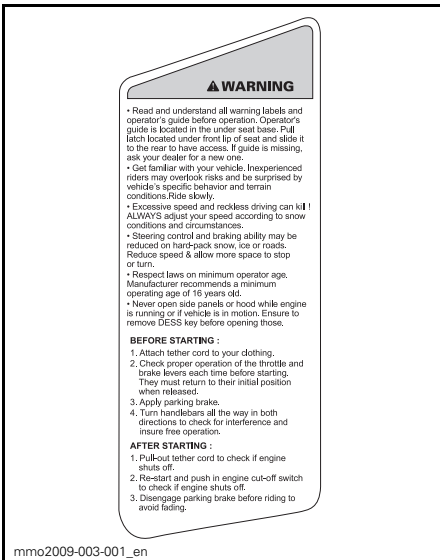 WARNING
• Read and understand all warning labels and
operator's guide before operation. Operator's
guide is located in the under seat base. Pull
latch located under front lip of seat and slide it
to the rear to have access. If guide is missing,
ask your dealer for a new one.
• Get familiar with your vehicle. Inexperienced
riders may overlook risks and be surprised by
vehicle's specific behavior and terrain
conditions.Ride slowly.
• Excessive speed and reckless driving can kill !
ALWAYS adjust your speed according to snow
conditions and circumstances.
• Steering control and braking ability may be
reduced on hard-pack snow, ice or roads.
Reduce speed & allow more space to stop
or turn.
• Respect laws on minimum operator age.
Manufacturer recommends a minimum
operating age of 16 years old.
• Never open side panels or hood while engine
is running or if vehicle is in motion. Ensure to
remove DESS key before opening those.
BEFORE STARTING :
1. Attach tether cord to your clothing.
2. Check proper operation of the throttle and
brake levers each time before starting.
They must return to their initial position
when released.
3. Apply parking brake.
4. Turn handlebars all the way in both
directions to check for interference and
insure free operation.
AFTER STARTING :
1. Pull-out tether cord to check if engine
shuts off.
2. Re-start and push in engine cut-off switch
to check if engine shuts off.
3. Disengage parking brake before riding to
avoid fading.
mmo2009-003-001_en